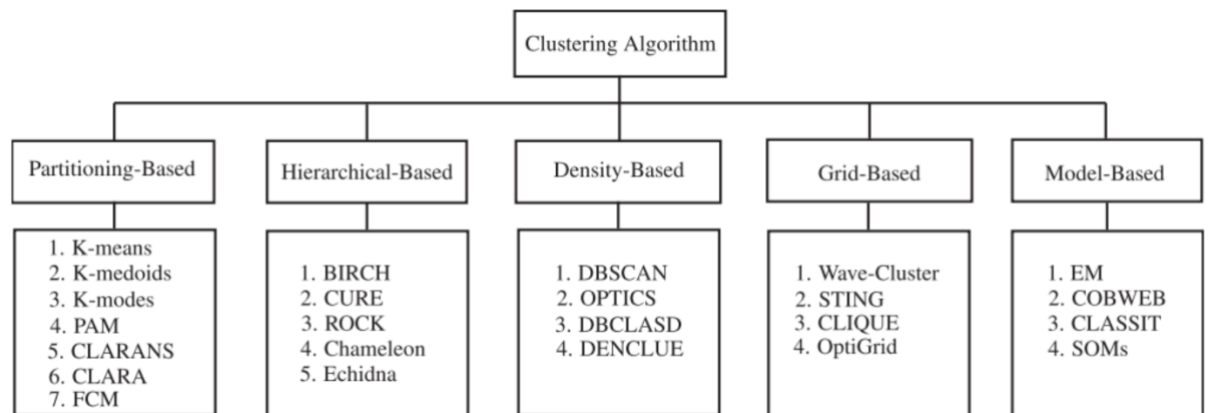 Clustering Algorithm
Partitioning-Based
Hierarchical-Based
Density-Based
Grid-Based
Model-Based
1. K-means
2. K-medoids
3. K-modes
4. PAM
5. CLARANS
6. CLARA
7. FCM
1. BIRCH
2. CURE
3. ROCK
4. Chameleon
5. Echidna
1. DBSCAN
2. OPTICS
3. DBCLASD
4. DENCLUE
1. Wave-Cluster
2. STING
3. CLIQUE
4. OptiGrid
1. EM
2. COBWEB
3. CLASSIT
4. SOMs